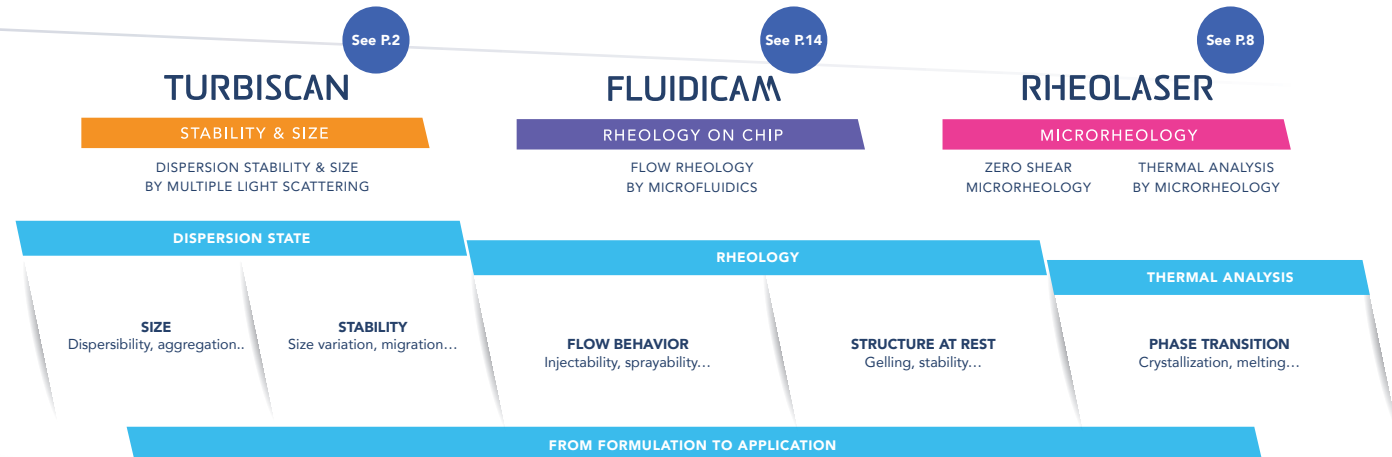 See P.2
See P.14
See P.8
TURBISCAN
FLUIDICAM
RHEOLASER
STABILITY & SIZE
RHEOLOGY ON CHIP
MICRORHEOLOGY
DISPERSION STABILITY & SIZE
BY MULTIPLE LIGHT SCATTERING
FLOW RHEOLOGY
BY MICROFLUIDICS
ZERO SHEAR
MICRORHEOLOGY
THERMAL ANALYSIS
BY MICRORHEOLOGY
DISPERSION STATE
RHEOLOGY
THERMAL ANALYSIS
SIZE
Dispersibility, aggregation..
STABILITY
Size variation, migration…
FLOW BEHAVIOR
Injectability, sprayability…
STRUCTURE AT REST
Gelling, stability…
PHASE TRANSITION
Crystallization, melting…
FROM FORMULATION TO APPLICATION